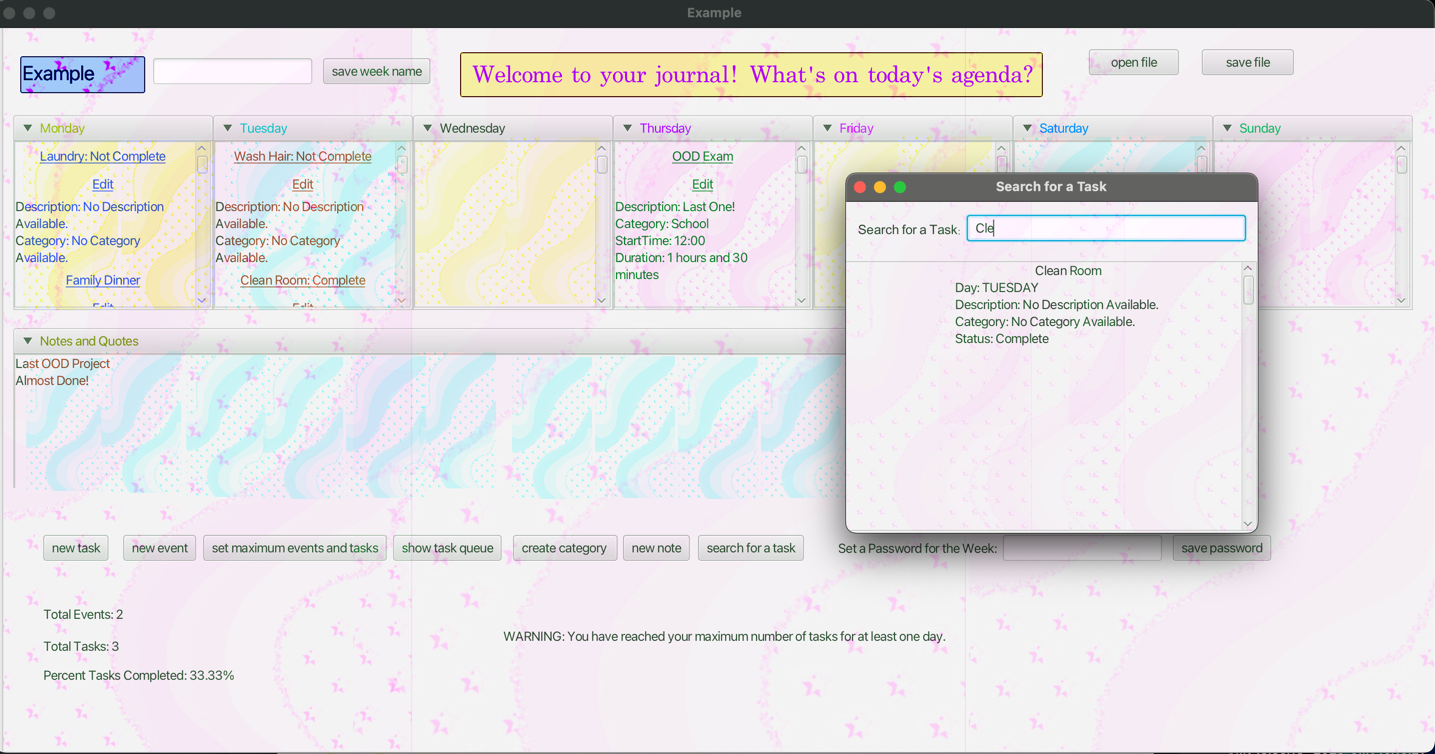 Example
Example
save week name
Welcome to your journal! What's on today's agenda?
open file
save file
Monday
Tuesday
Wednesday
Thursday
Friday
Saturday
Sunday
Laundry: Not Complete
Edit
Description: No Description
Available.
Category: No Category
Available.
Family Dinner
Edit
Wash Hair: Not Complete
Edit
Description: No Description
Available.
Category: No Category
Available.
Clean Room: Complete
Edit
OOD Exam
Edit
Description: Last One!
Category: School
StartTime: 12:00
Duration: 1 hours and 30
minutes
Search for a Task
Search for a Task:
Cle
Clean Room
Day: TUESDAY
Description: No Description Available.
Category: No Category Available.
Status: Complete
Notes and Quotes
Last OOD Project
Almost Done!
new task
new event
set maximum events and tasks
show task queue
create category
new note
search for a task
Set a Password for the Week:
save password
Total Events: 2
Total Tasks: 3
Percent Tasks Completed: 33.33%
WARNING: You have reached your maximum number of tasks for at least one day.